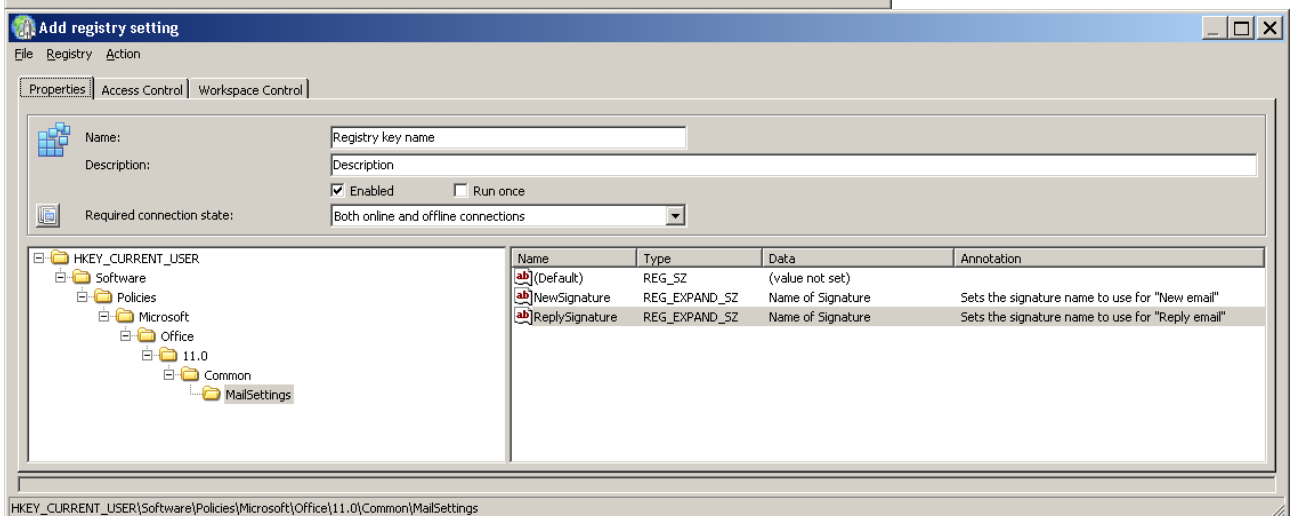 Add registry setting
File Registry Action
Properties Access Control Workspace Control
Name: Registry key name
Description: Description
Enabled Run once
Required connection state: Both online and offline connections
HKEY_CURRENT_USER
Software
Policies
Microsoft
Office
11.0
Common
MailSettings
Name Type Data Annotation
(Default) REG_SZ (value not set)
NewSignature REG_EXPAND_SZ Name of Signature Sets the signature name to use for "New email"
ReplySignature REG_EXPAND_SZ Name of Signature Sets the signature name to use for "Reply email"
HKEY_CURRENT_USER\Software\Policies\Microsoft\Office\11.0\Common\MailSettings